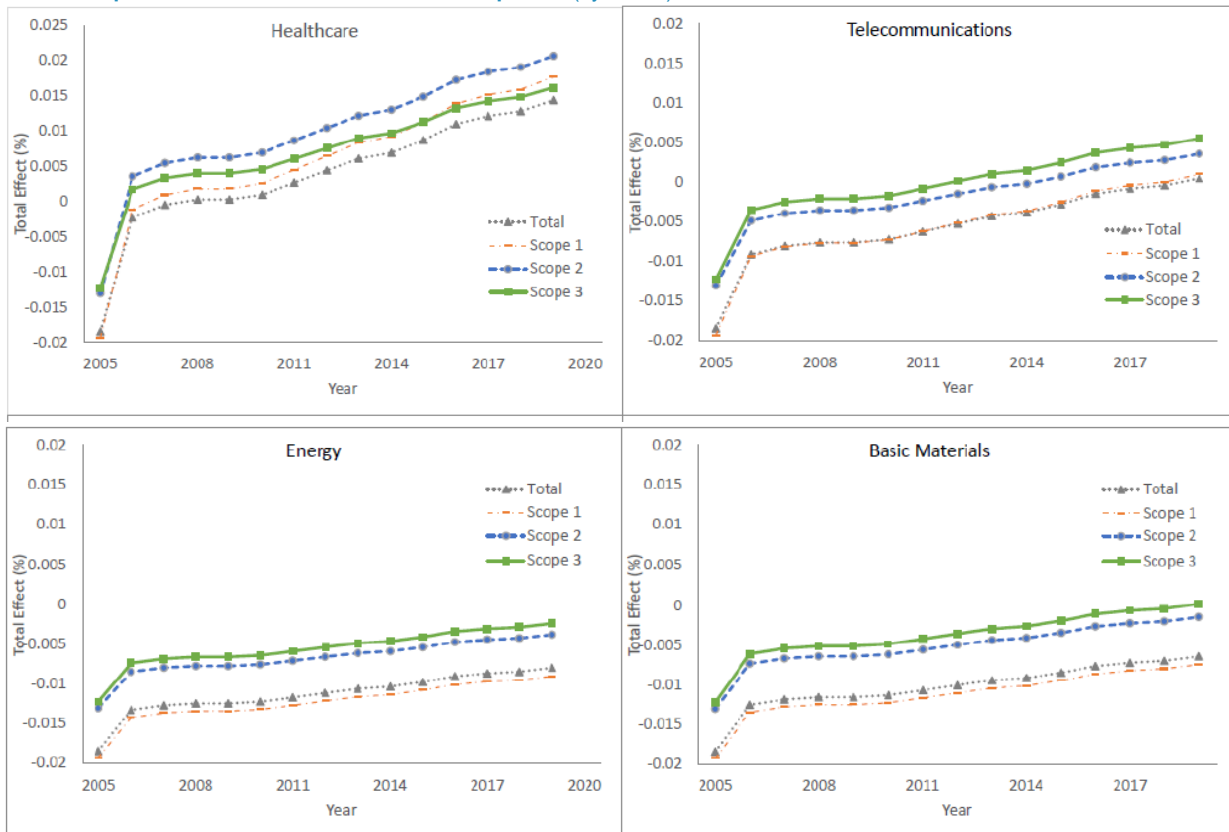 Healthcare
0.025
0.02
0.015
0.01
0.005
0
-0.005
-0.01
-0.015
-0.02
Total Effect (%)
Total
Scope 1
Scope 2
Scope 3
2005 2008 2011 2014 2017 2020
Year
Telecommunications
0.02
0.015
0.01
0.005
0
-0.005
-0.01
-0.015
-0.02
Total Effect (%)
Total
Scope 1
Scope 2
Scope 3
2005 2008 2011 2014 2017
Year
Energy
0.02
0.015
0.01
0.005
0
-0.005
-0.01
-0.015
-0.02
Total Effect (%)
Total
Scope 1
Scope 2
Scope 3
2005 2008 2011 2014 2017 2020
Year
Basic Materials
0.02
0.015
0.01
0.005
0
-0.005
-0.01
-0.015
-0.02
Total Effect (%)
Total
Scope 1
Scope 2
Scope 3
2005 2008 2011 2014 2017
Year